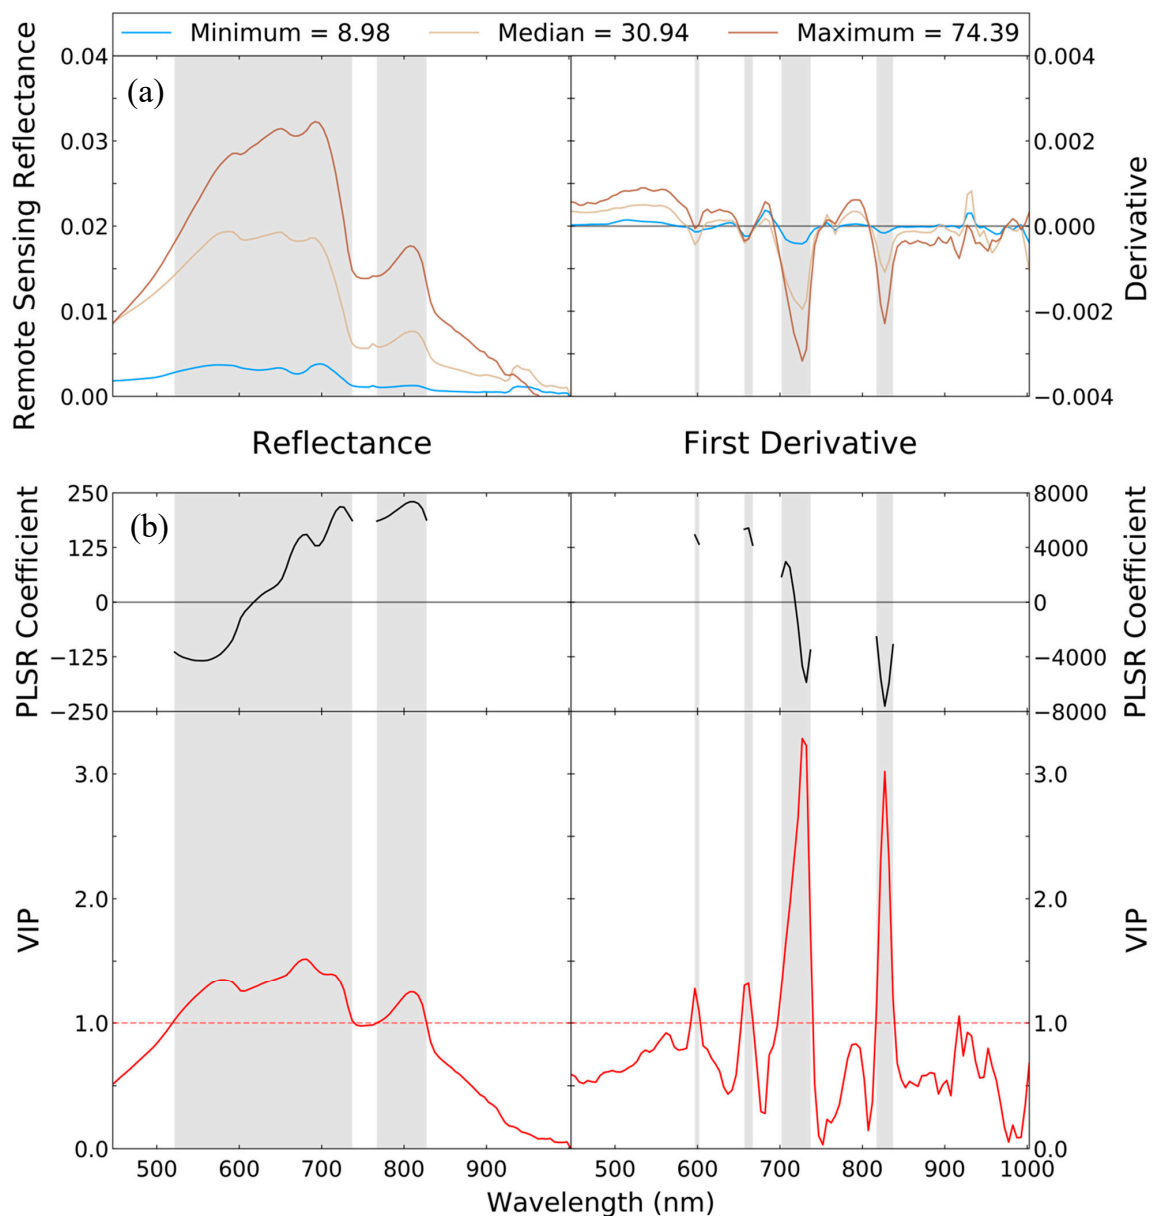 Minimum = 8.98 Median = 30.94 Maximum = 74.39
(a)
Remote Sensing Reflectance
0.04
0.03
0.02
0.01
0.00
0.004
0.002
0.000
−0.002
−0.004
Derivative
Reflectance First Derivative
(b)
PLSR Coefficient
250
125
0
−125
−250
8000
4000
0
−4000
−8000
PLSR Coefficient
VIP
3.0
2.0
1.0
0.0
3.0
2.0
1.0
0.0
VIP
500 600 700 800 900 500 600 700 800 900 1000
Wavelength (nm)